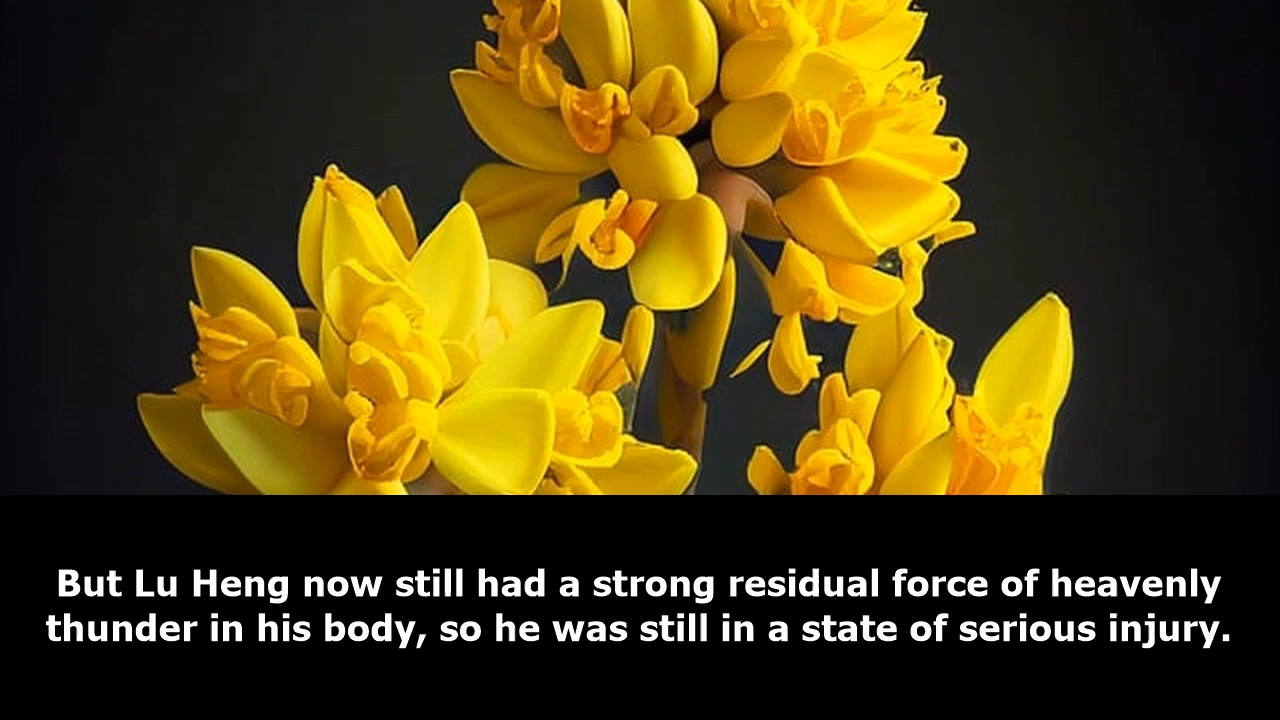 But Lu Heng now still had a strong residual force of heavenly
thunder in his body, so he was still in a state of serious injury.